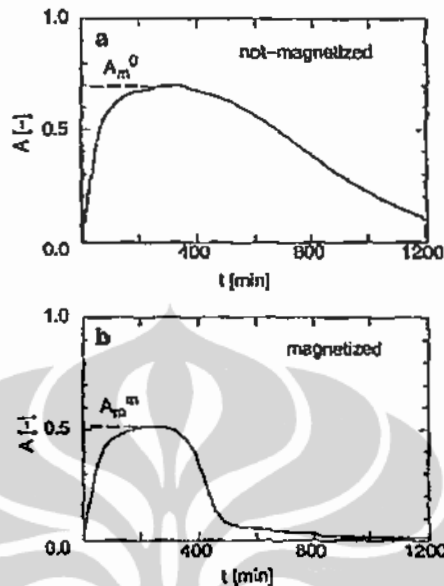 1.0
a
not-magnetized
A_m^0
A [-]
0.5
0.0
400
800
1200
t [min]
1.0
b
magnetized
A_m^m
A [-]
0.5
0.0
400
800
1200
t [min]